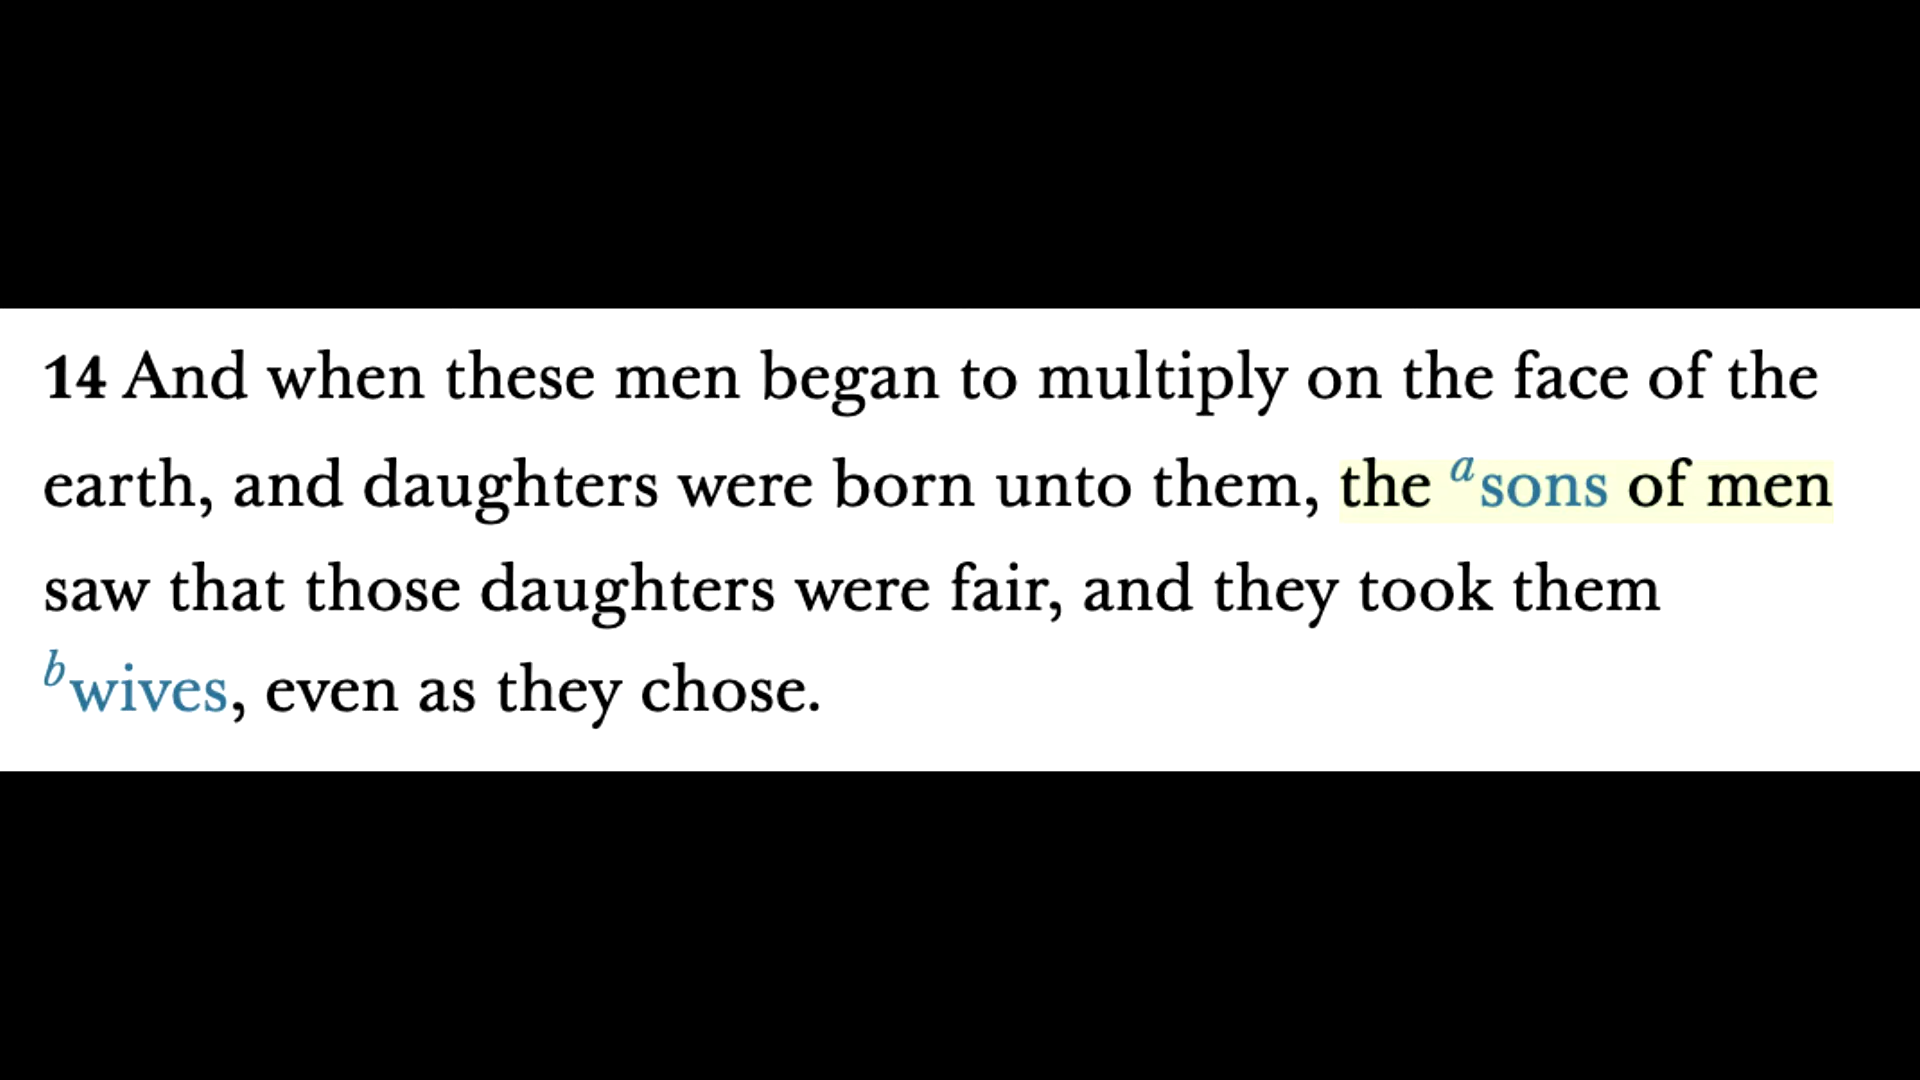 14 And when these men began to multiply on the face of the
earth, and daughters were born unto them, the a sons of men
saw that those daughters were fair, and they took them
b wives, even as they chose.